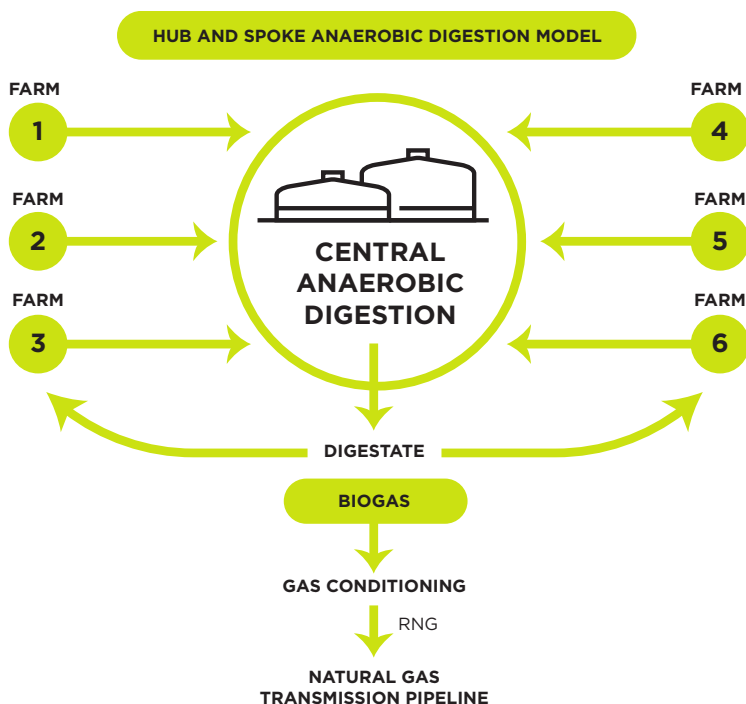 HUB AND SPOKE ANAEROBIC DIGESTION MODEL
FARM
1
FARM
2
FARM
3
FARM
4
FARM
5
FARM
6
CENTRAL
ANAEROBIC
DIGESTION
DIGESTATE
BIOGAS
GAS CONDITIONING
RNG
NATURAL GAS
TRANSMISSION PIPELINE